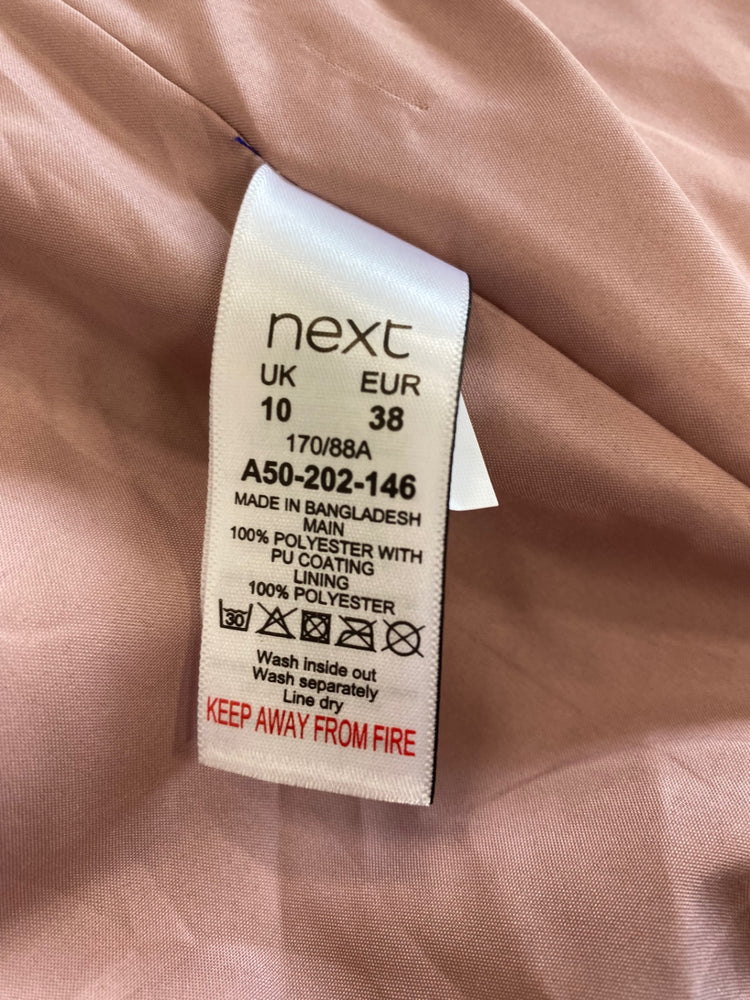 next
UK EUR
10 38
170/88A
A50-202-146
MADE IN BANGLADESH
MAIN
100% POLYESTER WITH
PU COATING
LINING
100% POLYESTER
30
Wash inside out
Wash separately
Line dry
KEEP AWAY FROM FIRE